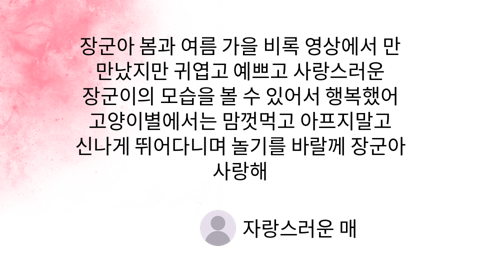 장군아 봄과 여름 가을 비록 영상에서 만
만났지만 귀엽고 예쁘고 사랑스러운
장군이의 모습을 볼 수 있어서 행복했어
고양이별에서는 맘껏먹고 아프지말고
신나게 뛰어다니며 놀기를 바랄께 장군아
사랑해
자랑스러운 매